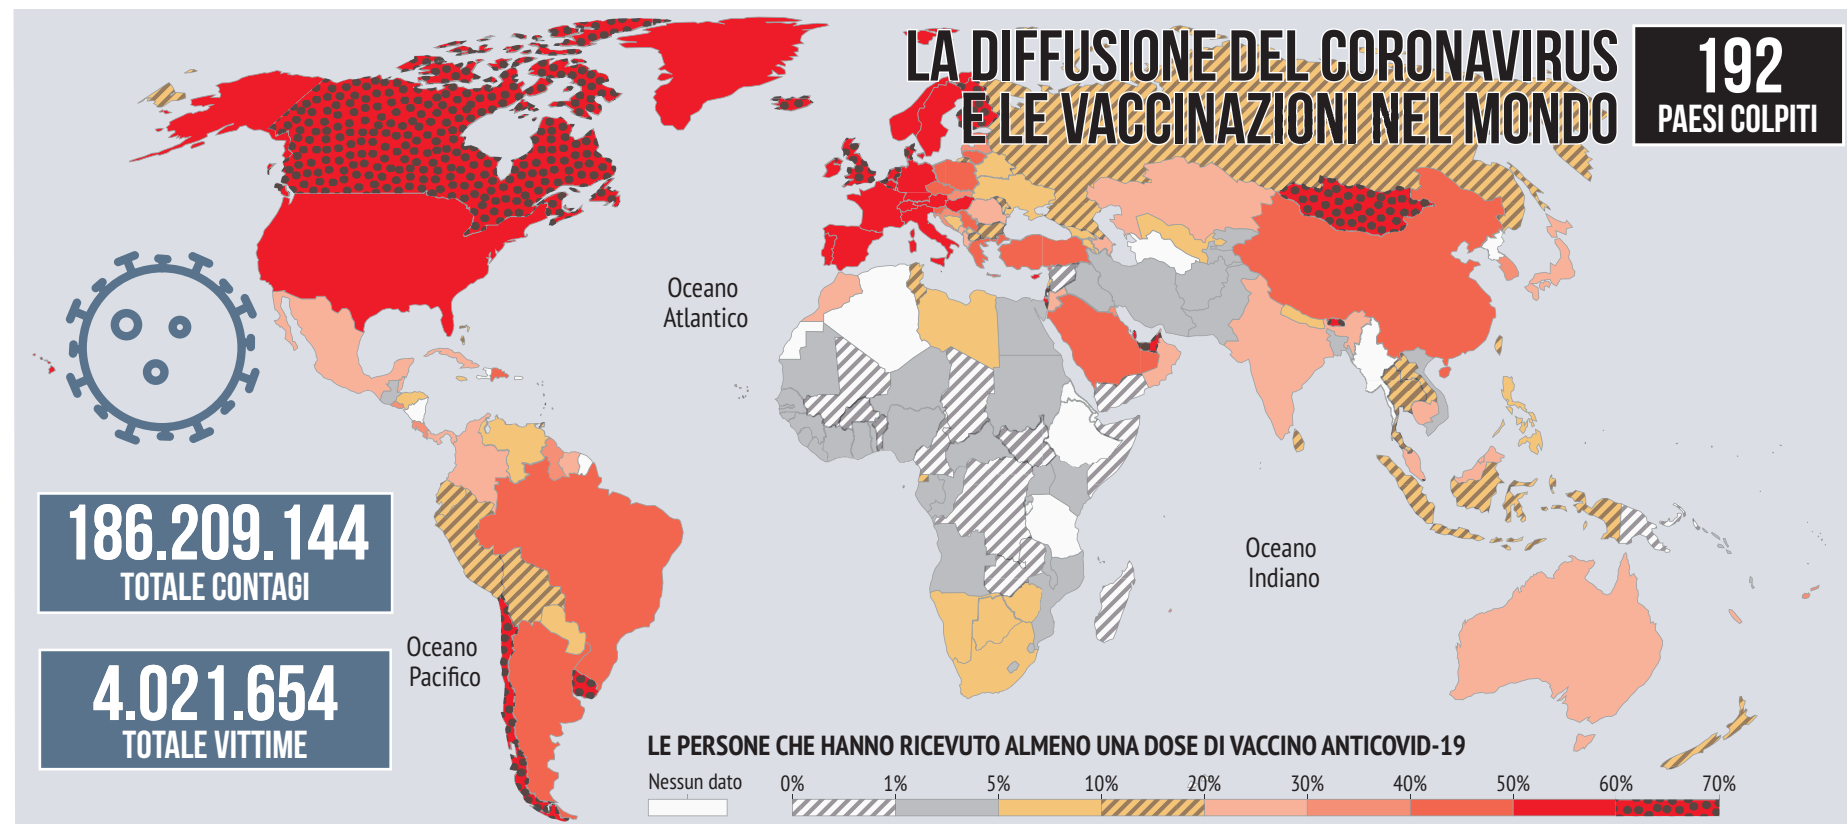 LA DIFFUSIONE DEL CORONAVIRUS
E LE VACCINAZIONI NEL MONDO
192
PAESI COLPITI
Oceano
Atlantico
186.209.144
TOTALE CONTAGI
Oceano
Indiano
Oceano
Pacifico
4.021.654
TOTALE VITTIME
LE PERSONE CHE HANNO RICEVUTO ALMENO UNA DOSE DI VACCINO ANTICOVID-19
Nessun dato 0% 1% 5% 10% 20% 30% 40% 50% 60% 70%